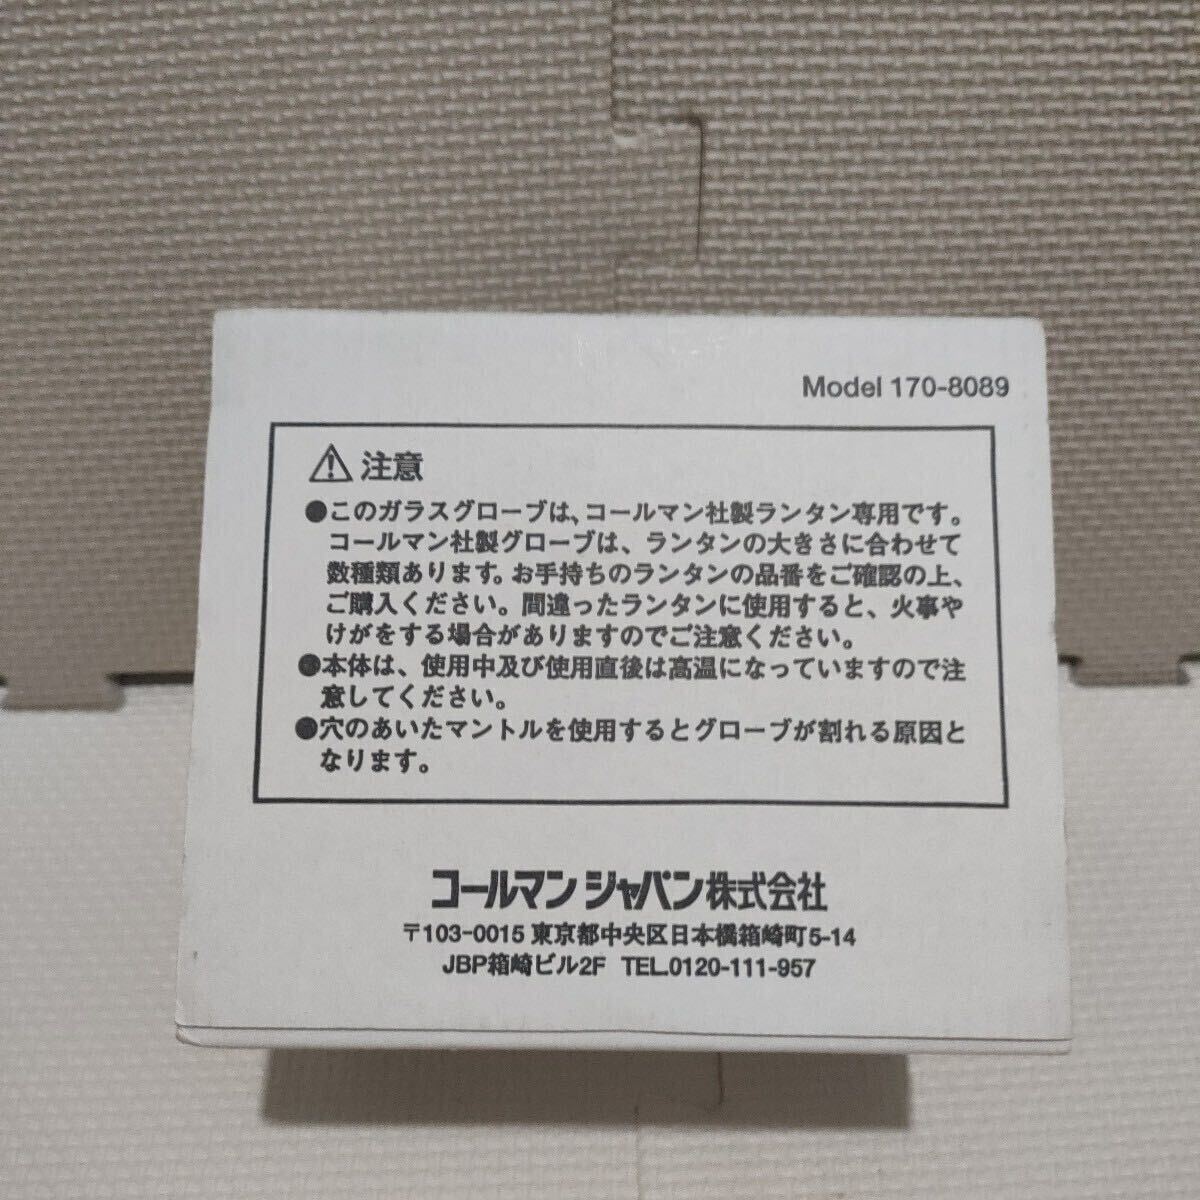 Model 170-8089
⚠ 注意
●このガラスグローブは、コールマン社製ランタン専用です。
コールマン社製グローブは、ランタンの大きさに合わせて
数種類あります。お手持ちのランタンの品番をご確認の上、
ご購入ください。間違ったランタンに使用すると、火事や
けがをする場合がありますのでご注意ください。
●本体は、使用中及び使用直後は高温になっていますので注
意してください。
●穴のあいたマントルを使用するとグローブが割れる原因と
なります。
コールマン ジャパン株式会社
〒103-0015 東京都中央区日本橋箱崎町5-14
JBP箱崎ビル2F TEL.0120-111-957